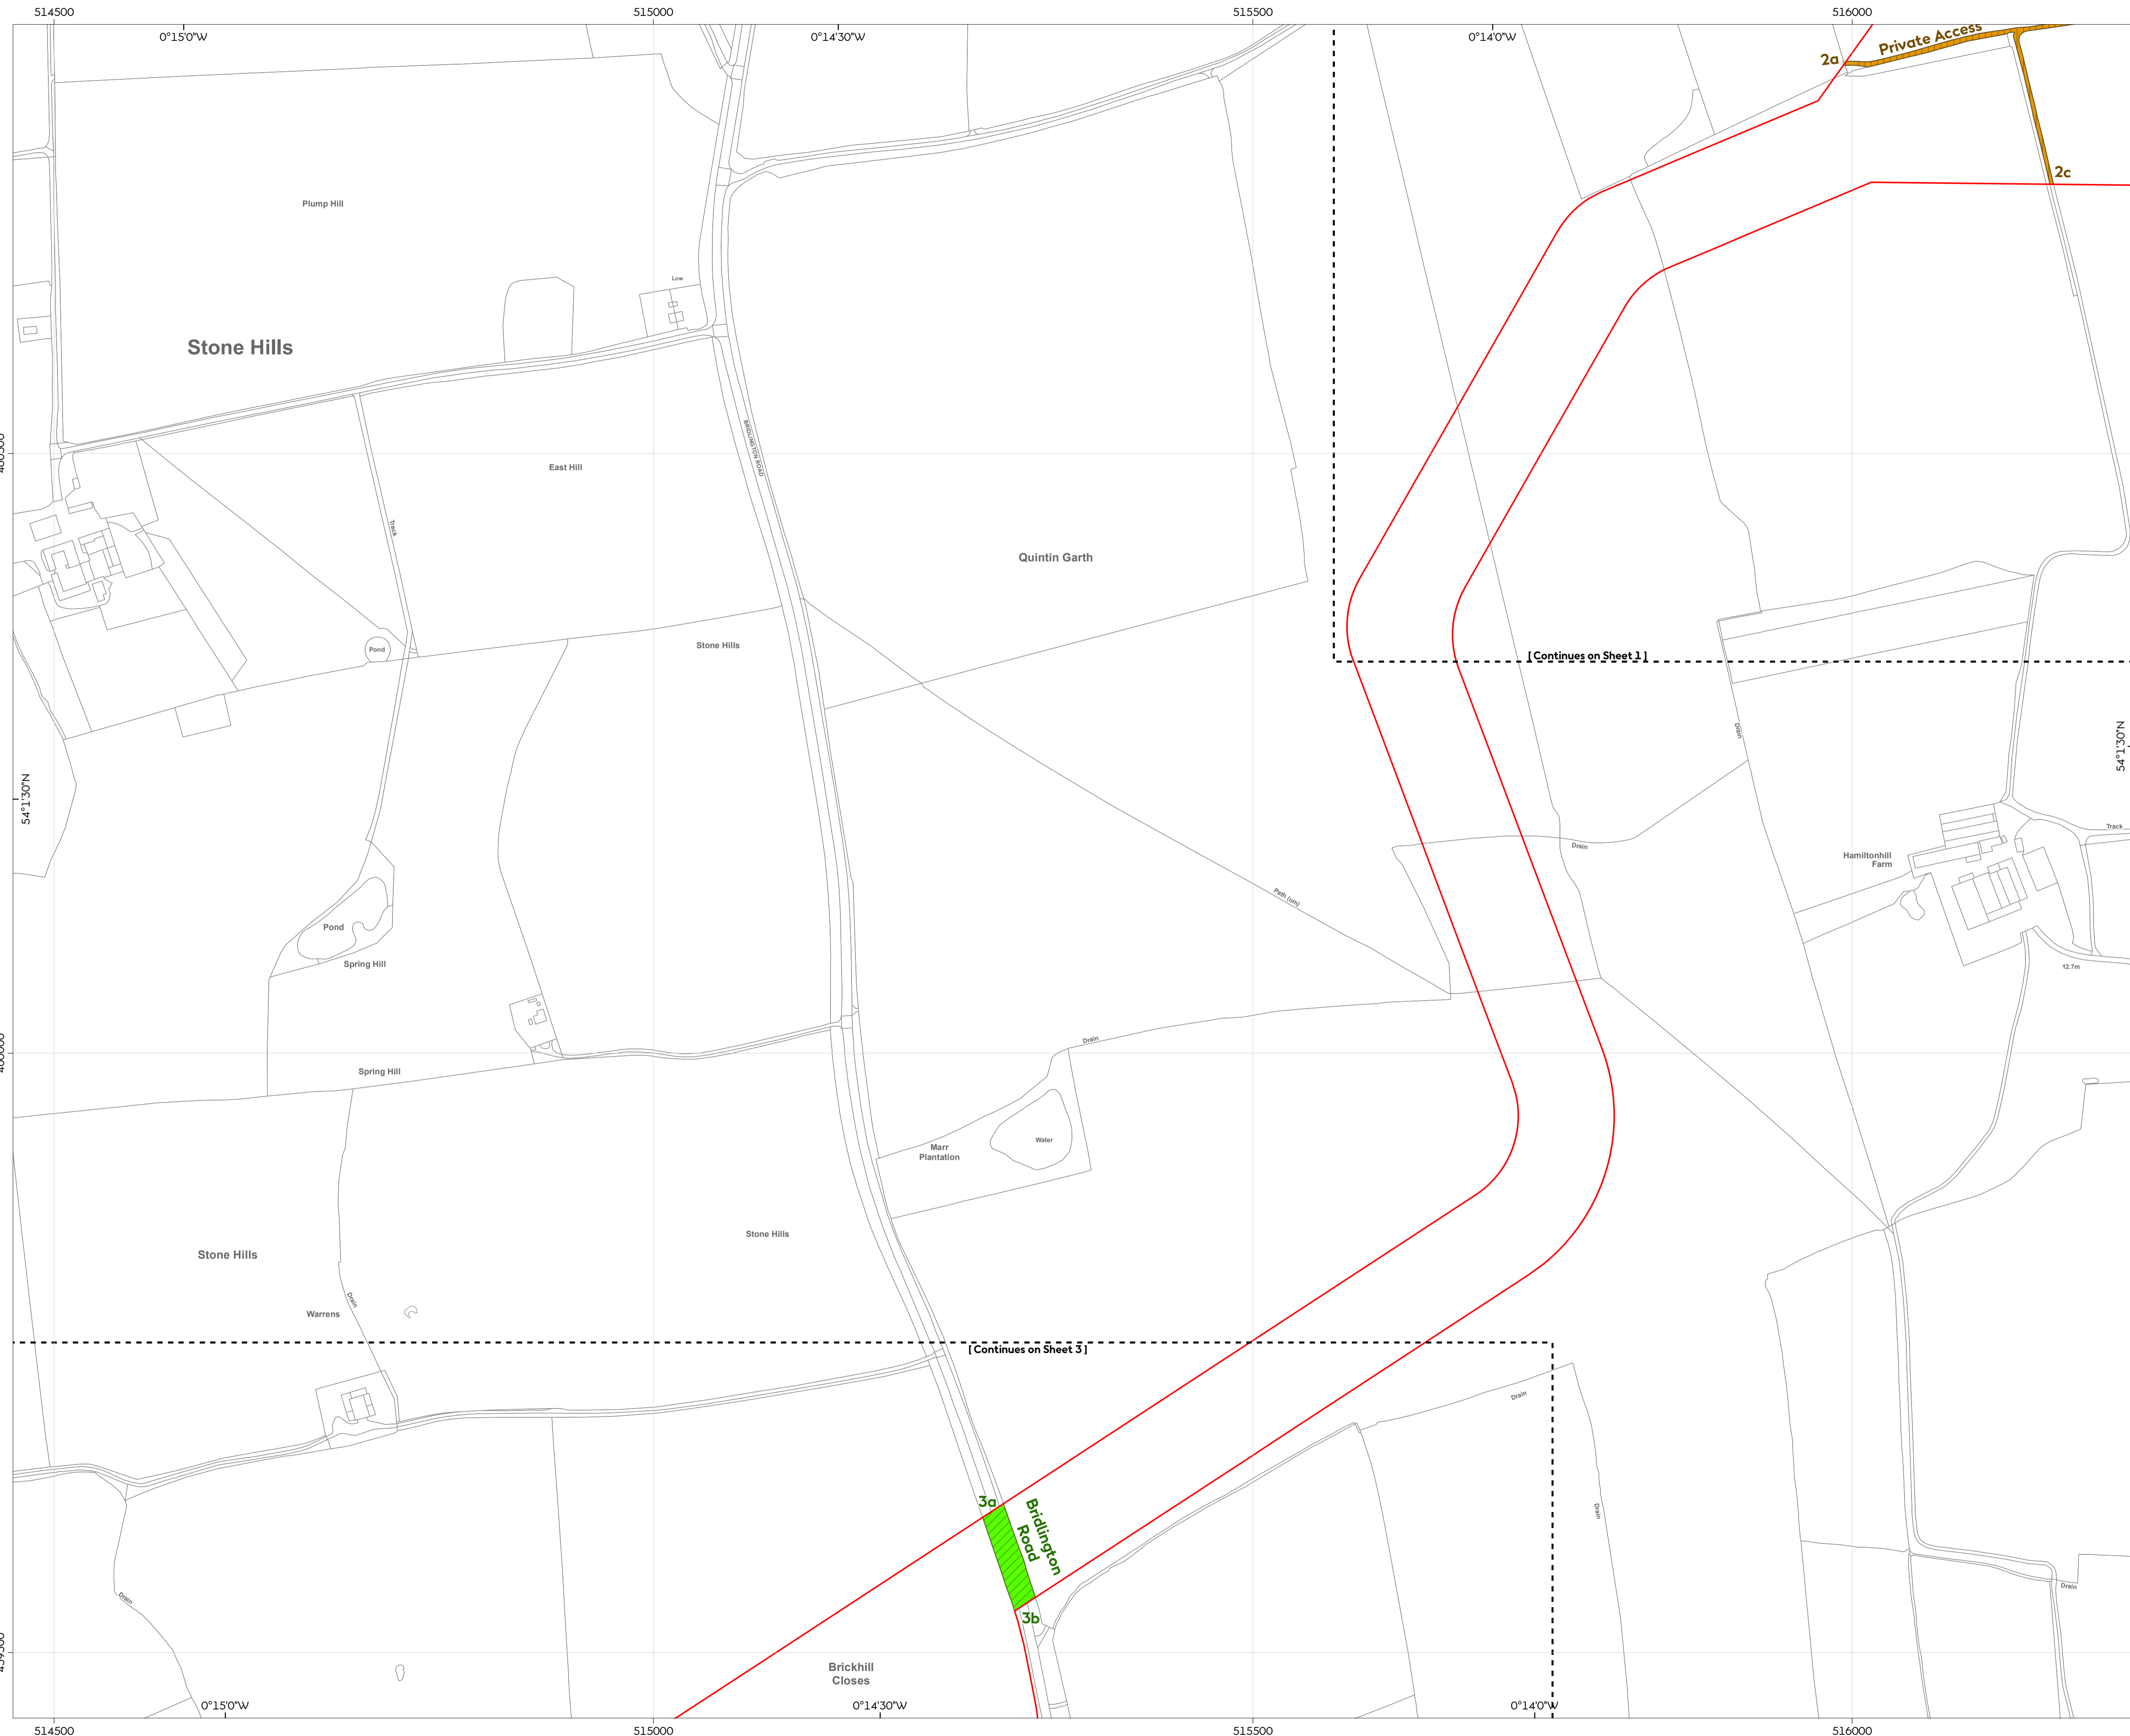 514500
515000
515500
516000
0°15'0"W
0°14'30"W
0°14'0"W
Private Access
2a
2c
Plump Hill
Low
Stone Hills
BRIDLINGTON ROAD
East Hill
Track
Quintin Garth
Stone Hills
Pond
[ Continues on Sheet 1 ]
Drain
54°1'30"N
54°1'30"N
Track
Drain
Hamiltonhill
Farm
Path (um)
Pond
Spring Hill
12.7m
Drain
Spring Hill
Marr
Plantation
Water
Stone Hills
Stone Hills
Drain
Warrens
[ Continues on Sheet 3 ]
Drain
3a
Bridlington
Road
Drain
3b
Drain
Drain
Brickhill
Closes
0°15'0"W
0°14'30"W
0°14'0"W
514500
515000
515500
516000